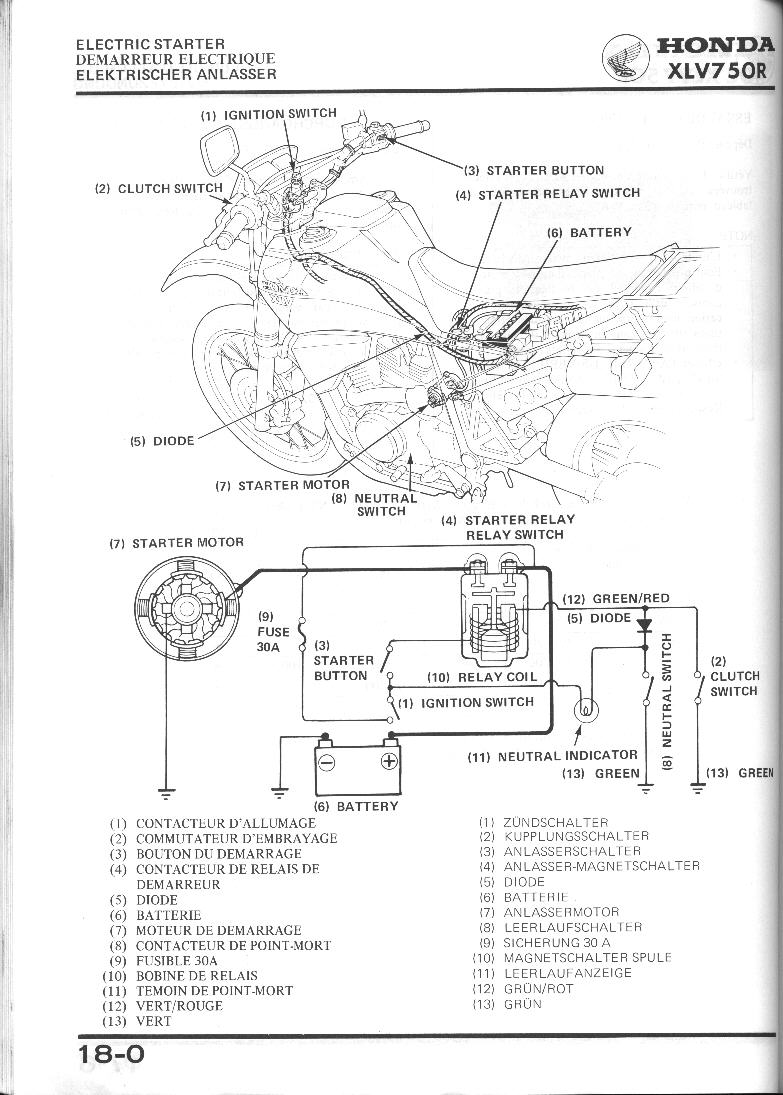 ELECTRIC STARTER
DEMARREUR ELECTRIQUE
ELEKTRISCHER ANLASSER
HONDA
XLV750R
(1) IGNITION SWITCH
(3) STARTER BUTTON
(2) CLUTCH SWITCH
(4) STARTER RELAY SWITCH
(6) BATTERY
HONDA
(5) DIODE
(7) STARTER MOTOR
(8) NEUTRAL
SWITCH
(4) STARTER RELAY
RELAY SWITCH
(7) STARTER MOTOR
(12) GREEN/RED
(9)
FUSE
30A
(5) DIODE
(3)
STARTER
BUTTON
(10) RELAY COIL
(8) NEUTRAL SWITCH
(2)
CLUTCH
SWITCH
(1) IGNITION SWITCH
(11) NEUTRAL INDICATOR
(13) GREEN
(13) GREEN
(6) BATTERY
(1) CONTACTEUR D'ALLUMAGE
(2) COMMUTATEUR D'EMBRAYAGE
(3) BOUTON DU DEMARRAGE
(4) CONTACTEUR DE RELAIS DE
DEMARREUR
(5) DIODE
(6) BATTERIE
(7) MOTEUR DE DEMARRAGE
(8) CONTACTEUR DE POINT-MORT
(9) FUSIBLE 30A
(10) BOBINE DE RELAIS
(11) TEMOIN DE POINT-MORT
(12) VERT/ROUGE
(13) VERT
(1) ZÜNDSCHALTER
(2) KUPPLUNGSSCHALTER
(3) ANLASSERSCHALTER
(4) ANLASSER-MAGNETSCHALTER
(5) DIODE
(6) BATTERIE
(7) ANLASSERMOTOR
(8) LEERLAUFSCHALTER
(9) SICHERUNG 30 A
(10) MAGNETSCHALTER SPULE
(11) LEERLAUFANZEIGE
(12) GRÜN/ROT
(13) GRÜN
18-0